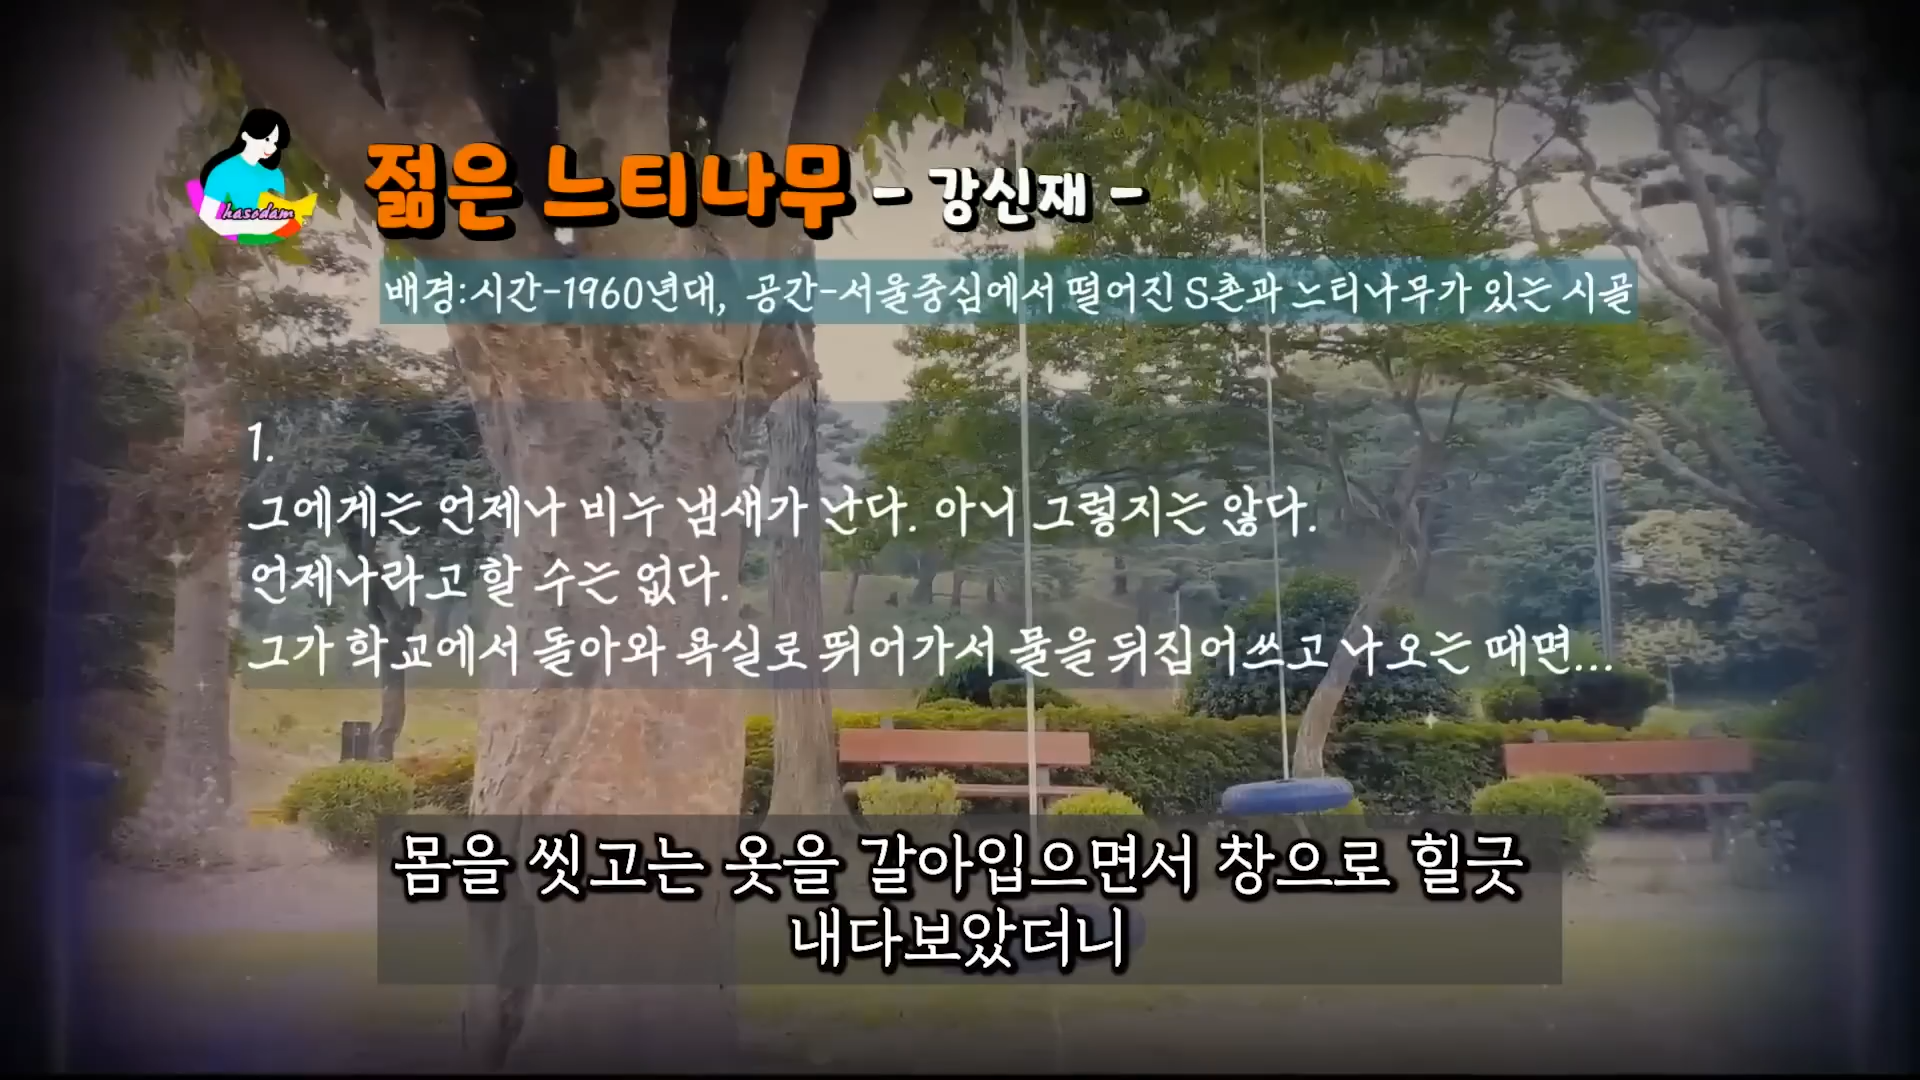 hasodam
젊은 느티나무 - 강신재 -
배경:시간-1960년대, 공간-서울중심에서 떨어진 S촌과 느티나무가 있는 시골
1.
그에게는 언제나 비누 냄새가 난다. 아니 그렇지는 않다.
언제나라고 할 수는 없다.
그가 학교에서 돌아와 욕실로 뛰어가서 물을 뒤집어쓰고 나오는 때면...
몸을 씻고는 옷을 갈아입으면서 창으로 힐긋
내다보았더니